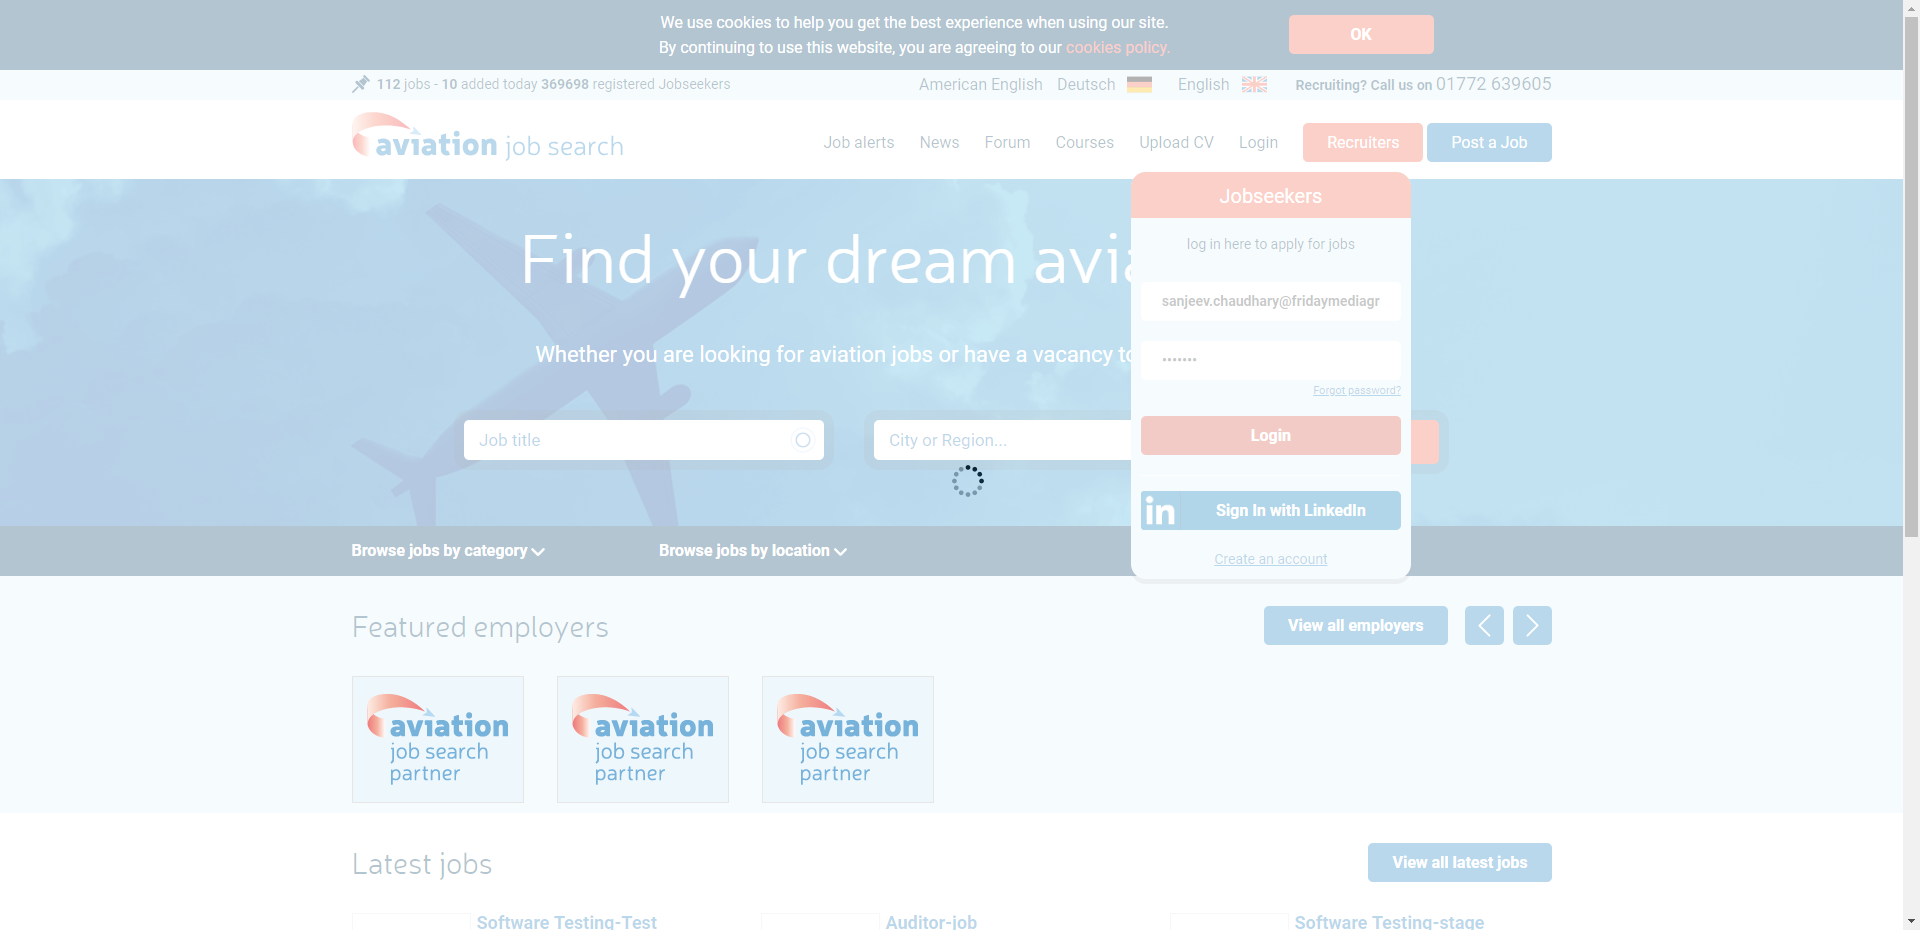 We use cookies to help you get the best experience when using our site.
By continuing to use this website, you are agreeing to our cookies policy.
OK
112 jobs - 10 added today 369698 registered Jobseekers
American English Deutsch English Recruiting? Call us on 01772 639605
aviation job search
Job alerts News Forum Courses Upload CV Login Recruiters Post a Job
Jobseekers
log in here to apply for jobs
sanjeev.chaudhary@fridaymediagr
•••••••
Forgot password?
Login
in Sign In with LinkedIn
Create an account
Find your dream avia
Whether you are looking for aviation jobs or have a vacancy to
Job title
City or Region...
Browse jobs by category
Browse jobs by location
Featured employers
View all employers
aviation
job search
partner
aviation
job search
partner
aviation
job search
partner
Latest jobs
View all latest jobs
Software Testing-Test
Auditor-job
Software Testing-stage